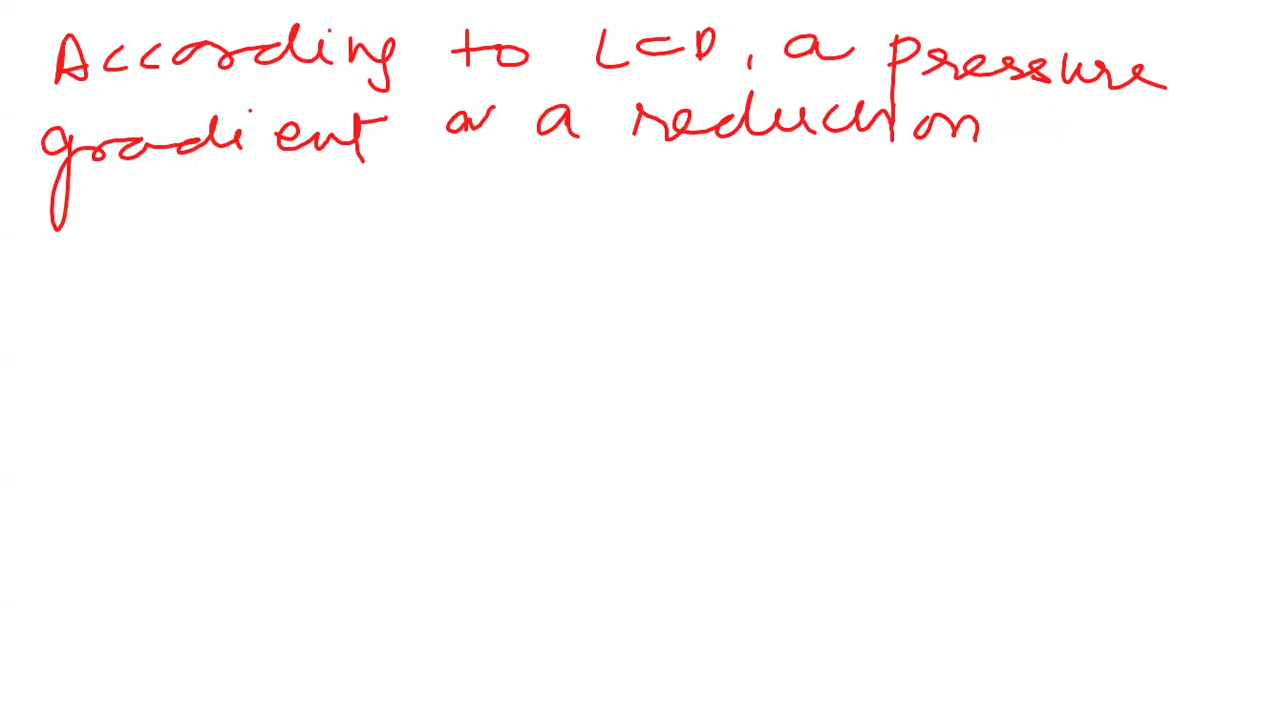 According to LCD, a pressure
gradient or a reduction